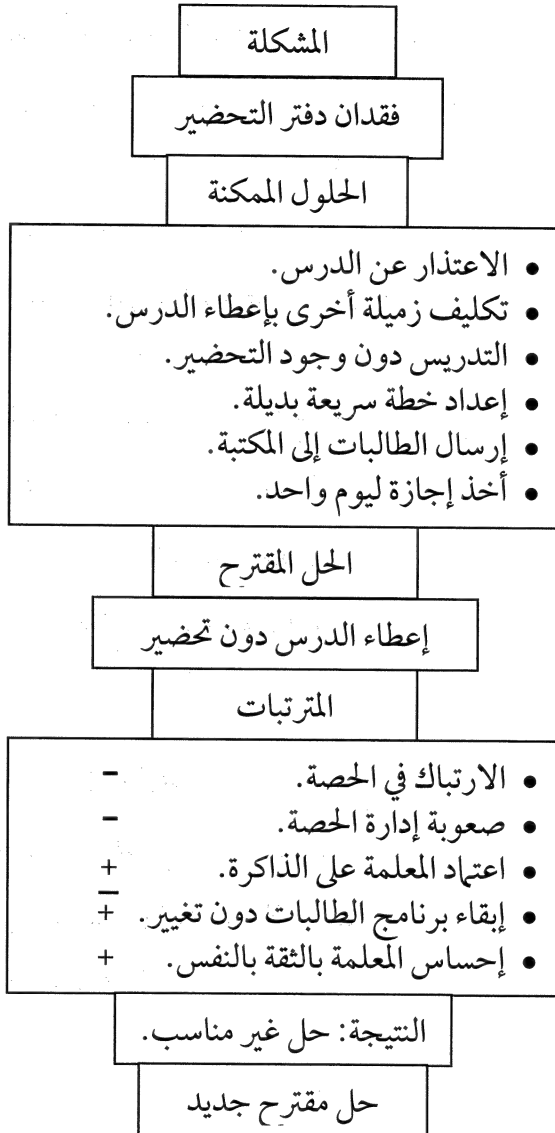 المشكلة
فقدان دفتر التحضير
الحلول الممكنة
• الاعتذار عن الدرس.
• تكليف زميلة أخرى بإعطاء الدرس.
• التدريس دون وجود التحضير.
• إعداد خطة سريعة بديلة.
• إرسال الطالبات إلى المكتبة.
• أخذ إجازة ليوم واحد.
الحل المقترح
إعطاء الدرس دون تحضير
المترتبات
• الارتباك في الحصة. −
• صعوبة إدارة الحصة. −
• اعتماد المعلمة على الذاكرة. +−
• إبقاء برنامج الطالبات دون تغيير. +
• إحساس المعلمة بالثقة بالنفس. +
النتيجة: حل غير مناسب.
حل مقترح جديد